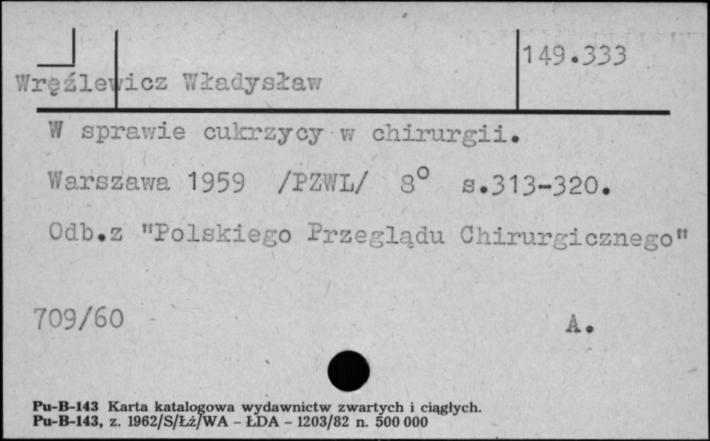 149.333
Wręźlewicz Władysław
W sprawie cukrzycy w chirurgii.
Warszawa 1959 /PZWL/ 8° s.313-320.
Odb.z "Polskiego Przeglądu Chirurgicznego"
709/60 A.
Pu-B-143 Karta katalogowa wydawnictw zwartych i ciągłych.
Pu-B-143, z. 1962/S/Łź/WA - ŁDA - 1203/82 n. 500 000